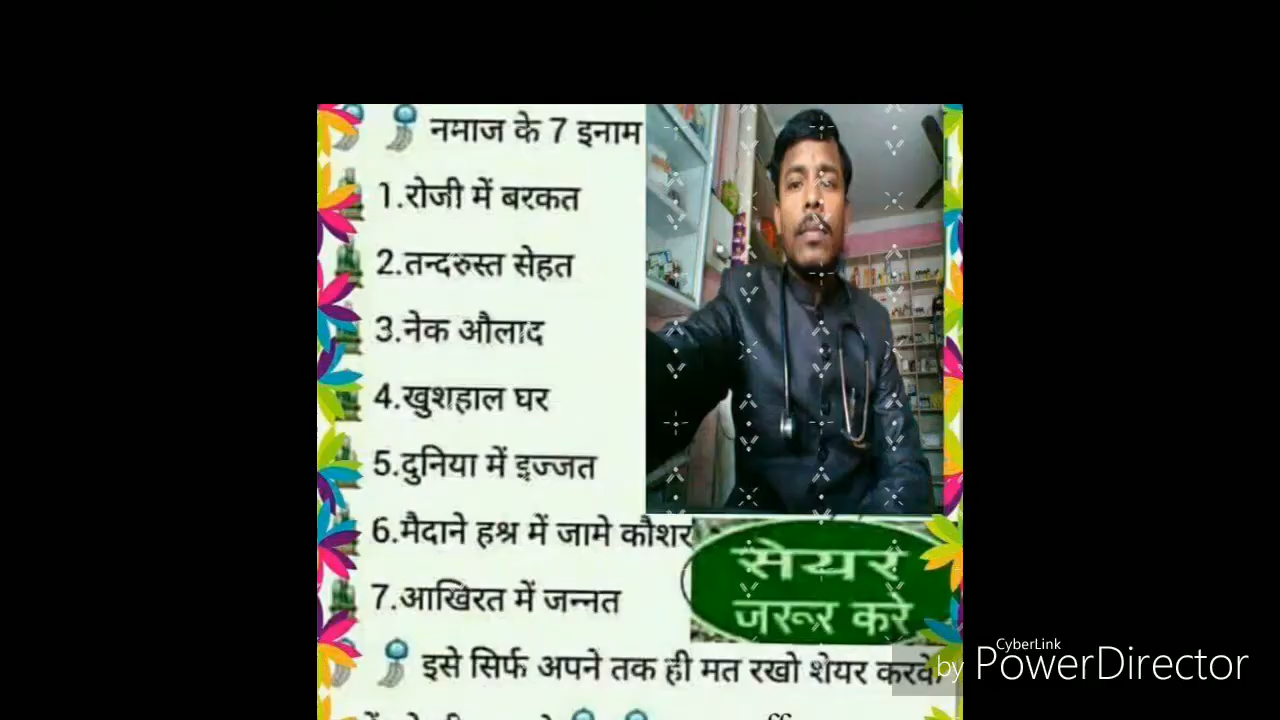 नमाज के 7 इनाम
1.रोजी में बरकत
2.तन्दरुस्त सेहत
3.नेक औलाद
4.खुशहाल घर
5.दुनिया में इज्जत
6.मैदाने हश्र में जामे कौशर
7.आखिरत में जन्नत
सेयर
जरूर करे
इसे सिर्फ अपने तक ही मत रखो शेयर करके
CyberLink
by PowerDirector